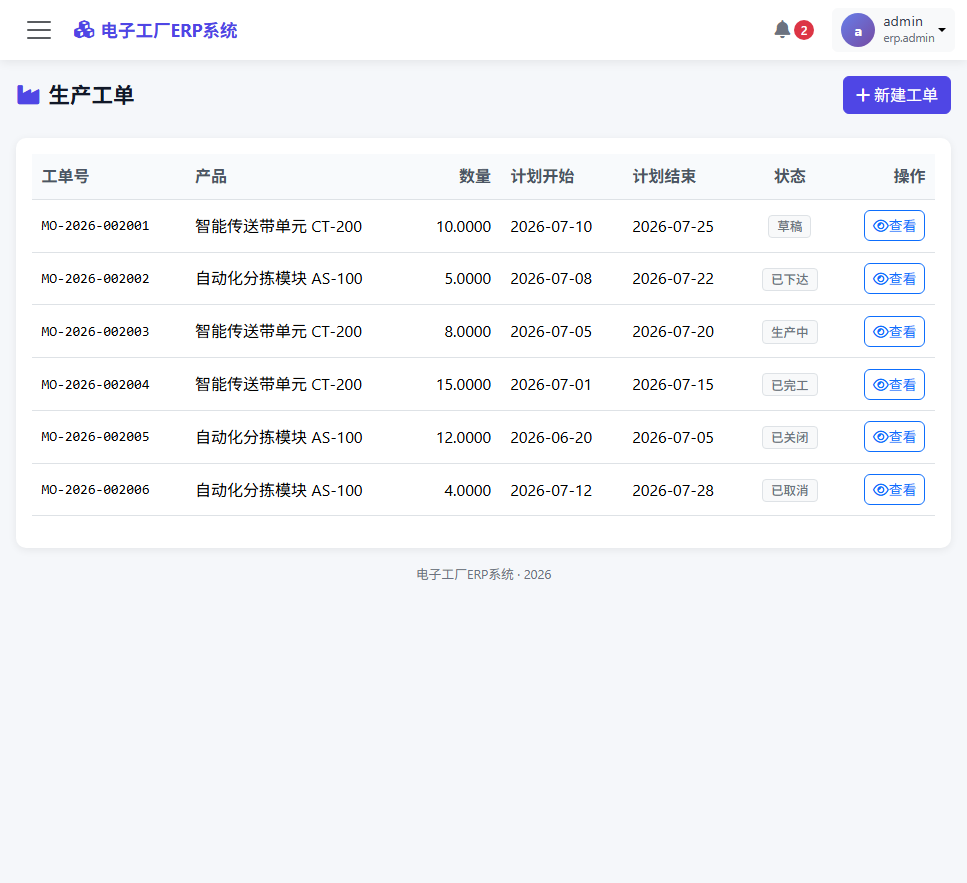 电子工厂ERP系统
2
a
admin
erp.admin
生产工单
新建工单
工单号 产品 数量 计划开始 计划结束 状态 操作
MO-2026-002001 智能传送带单元 CT-200 10.0000 2026-07-10 2026-07-25 草稿 查看
MO-2026-002002 自动化分拣模块 AS-100 5.0000 2026-07-08 2026-07-22 已下达 查看
MO-2026-002003 智能传送带单元 CT-200 8.0000 2026-07-05 2026-07-20 生产中 查看
MO-2026-002004 智能传送带单元 CT-200 15.0000 2026-07-01 2026-07-15 已完工 查看
MO-2026-002005 自动化分拣模块 AS-100 12.0000 2026-06-20 2026-07-05 已关闭 查看
MO-2026-002006 自动化分拣模块 AS-100 4.0000 2026-07-12 2026-07-28 已取消 查看
电子工厂ERP系统 · 2026